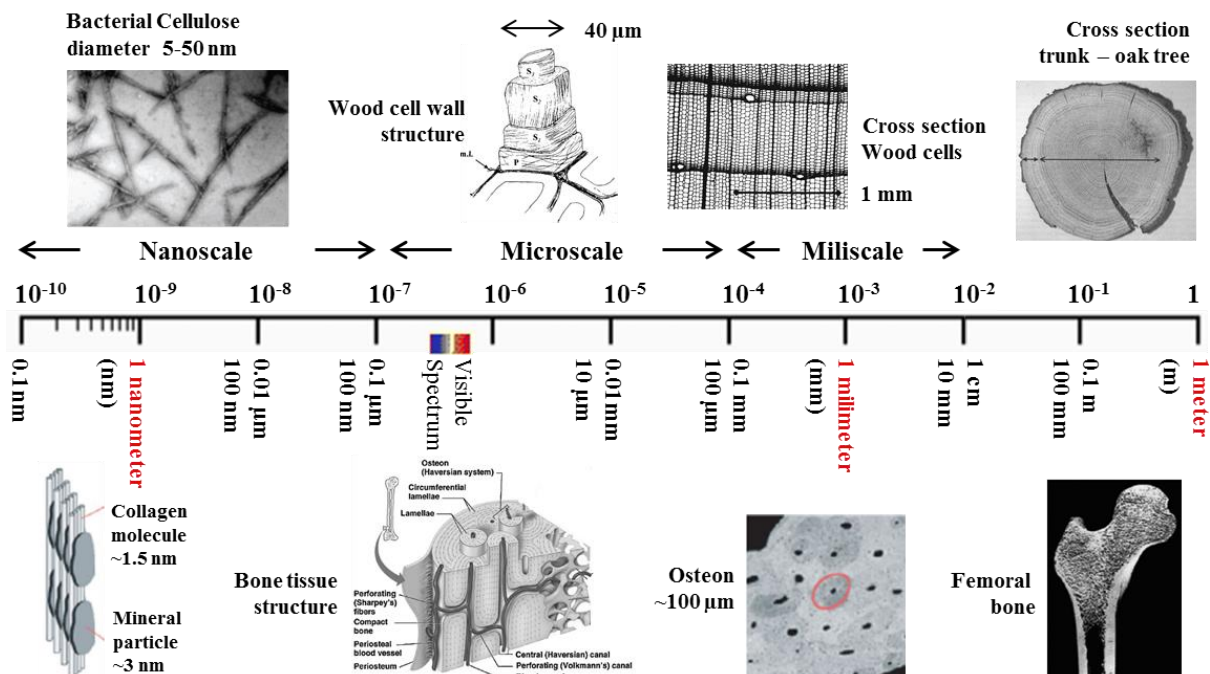 Bacterial Cellulose
diameter 5-50 nm
40 µm
Cross section
trunk – oak tree
Wood cell wall
structure
S3
S2
S1
P
m.l.
Cross section
Wood cells
1 mm
Nanoscale
Microscale
Miliscale
10-10
10-9
10-8
10-7
10-6
10-5
10-4
10-3
10-2
10-1
1
0.1nm
(nm)
1 nanometer
0.01 µm
100 nm
0.1 µm
100 nm
Visible
Spectrum
0.01mm
10 µm
0.1 mm
100 µm
1 milimeter
(mm)
1 cm
10 mm
0.1 m
100 mm
1 meter
(m)
Collagen
molecule
~1.5 nm
Mineral
particle
~3 nm
Bone tissue
structure
Osteon
(Haversian system)
Circumferential
lamellae
Lamellae
Perforating
(Sharpey's)
fibors
Compact
bone
Periosteal
blood vessel
Periosteum
Central (Haversian) canal
Perforating (Volkmann's) canal
Osteon
~100 µm
Femoral
bone